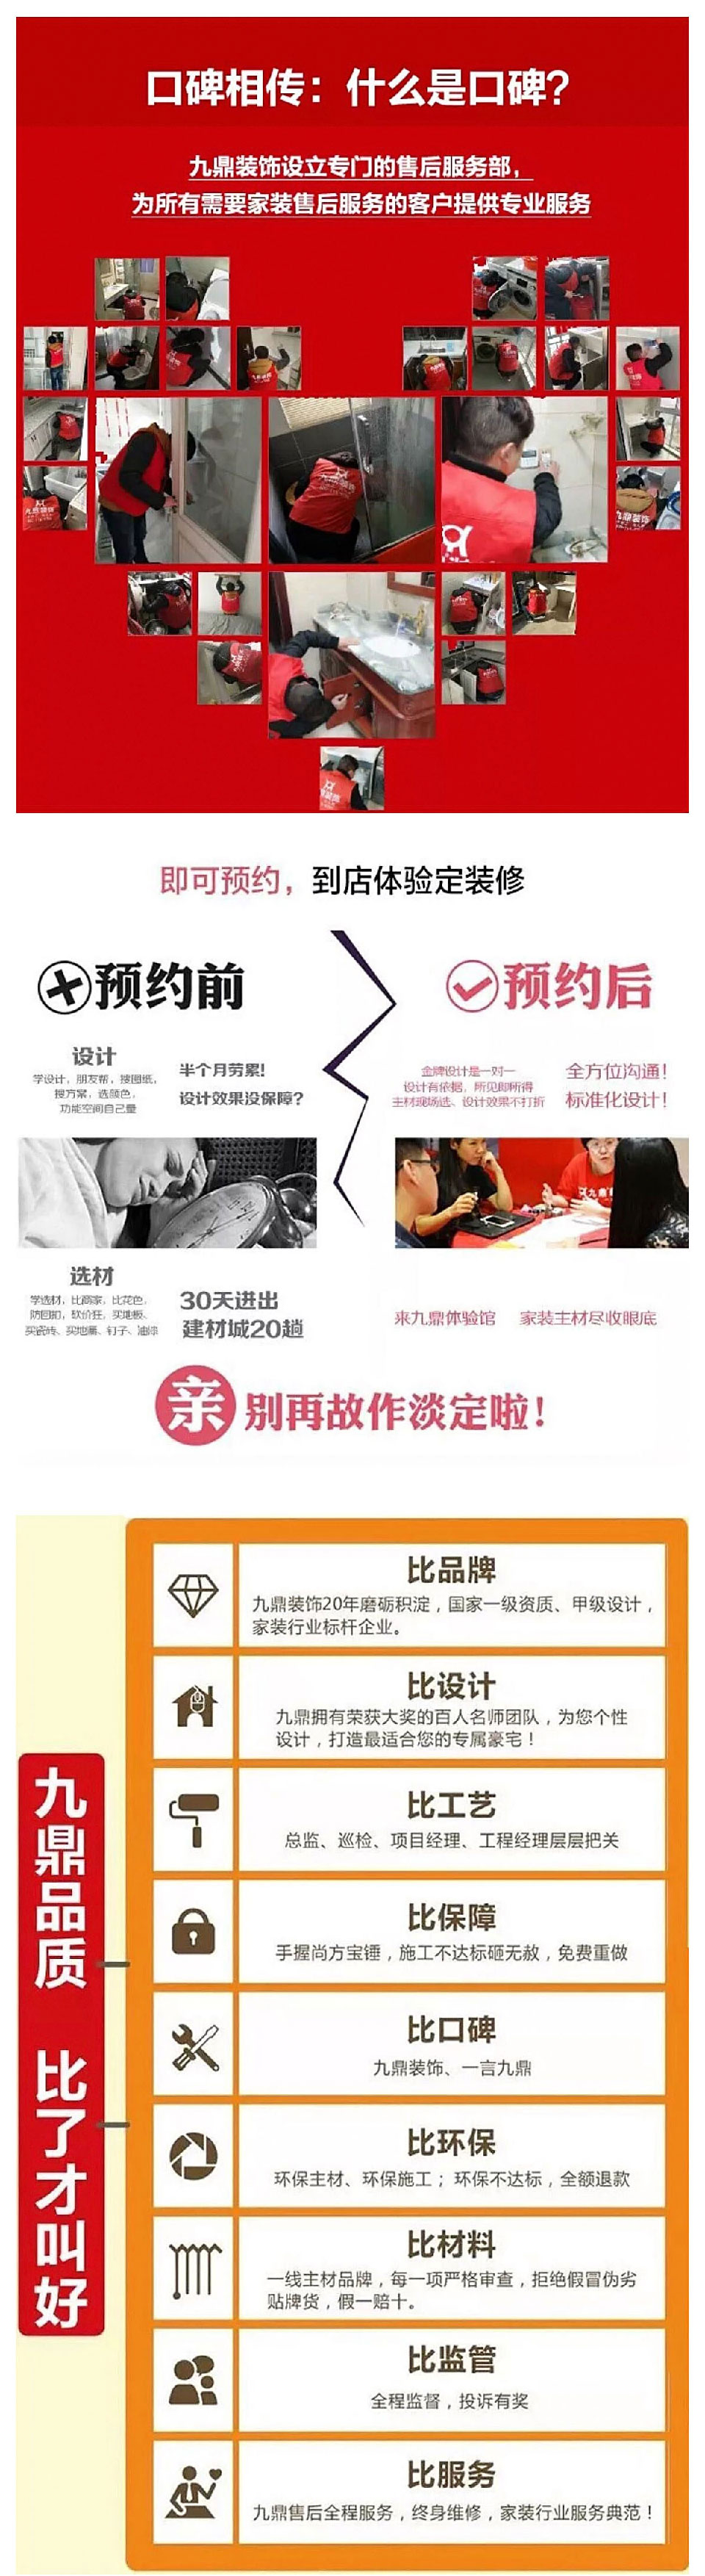 口碑相传：什么是口碑？
九鼎装饰设立专门的售后服务部，
为所有需要家装售后服务的客户提供专业服务
九鼎装饰
九鼎装饰
即可预约，到店体验定装修
预约前
预约后
设计
学设计，朋友帮，搜图纸，
搜方案，选颜色，
功能空间自己量
半个月劳累！
设计效果没保障？
金牌设计是一对一
设计有依据，所见即所得
主材现场选、设计效果不打折
全方位沟通！
标准化设计！
选材
学选材，比商家，比花色，
防回扣，砍价狂，买地板、
买瓷砖、买地漏、钉子、油漆
30天进出
建材城20趟
来九鼎体验馆 家装主材尽收眼底
亲 别再故作淡定啦！
九鼎品质 比了才叫好
比品牌
九鼎装饰20年磨砺积淀，国家一级资质、甲级设计，
家装行业标杆企业。
比设计
九鼎拥有荣获大奖的百人名师团队，为您个性
设计，打造最适合您的专属豪宅！
比工艺
总监、巡检、项目经理、工程经理层层把关
比保障
手握尚方宝锤，施工不达标砸无赦，免费重做
比口碑
九鼎装饰、一言九鼎
比环保
环保主材、环保施工；环保不达标，全额退款
比材料
一线主材品牌，每一项严格审查，拒绝假冒伪劣
贴牌货，假一赔十。
比监管
全程监督，投诉有奖
比服务
九鼎售后全程服务，终身维修，家装行业服务典范！